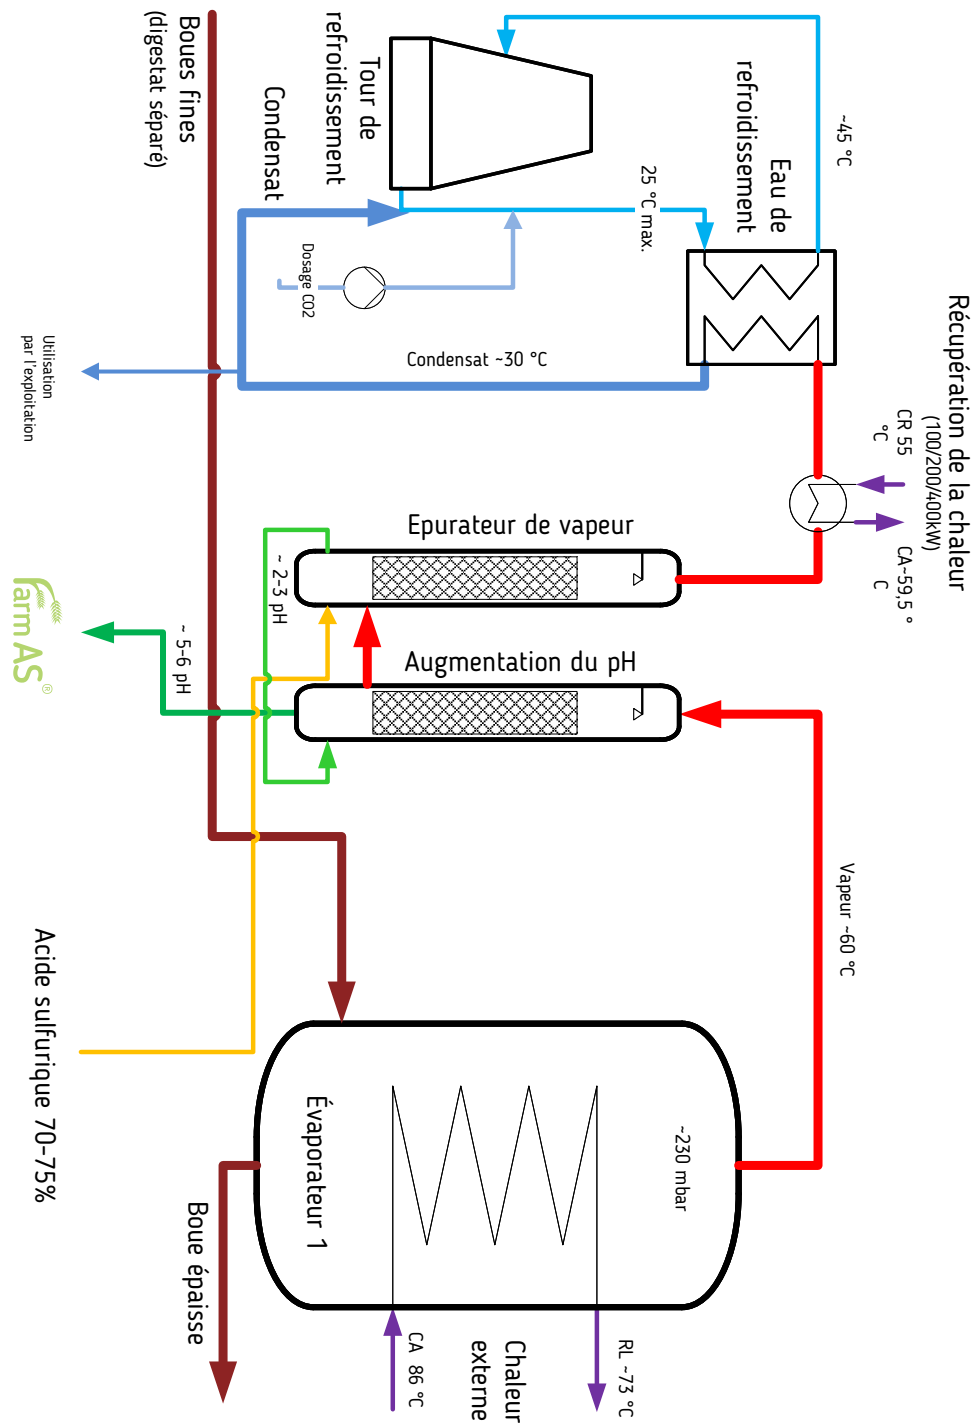 Récupération de la chaleur
(100/200/400kW)
CR 55
°C
CA~59,5 °
C
~45 °C
Eau de
refroidissement
25 °C max.
Tour de
refroidissement
Condensat
Dosage CO2
Condensat ~30 °C
Boues fines
(digestat séparé)
Utilisation
par l'exploitation
Epurateur de vapeur
~ 2-3 pH
Augmentation du pH
~ 5-6 pH
farmAS®
Vapeur ~60 °C
~230 mbar
Évaporateur 1
Acide sulfurique 70-75%
Boue épaisse
RL ~73 °C
Chaleur
externe
CA 86 °C